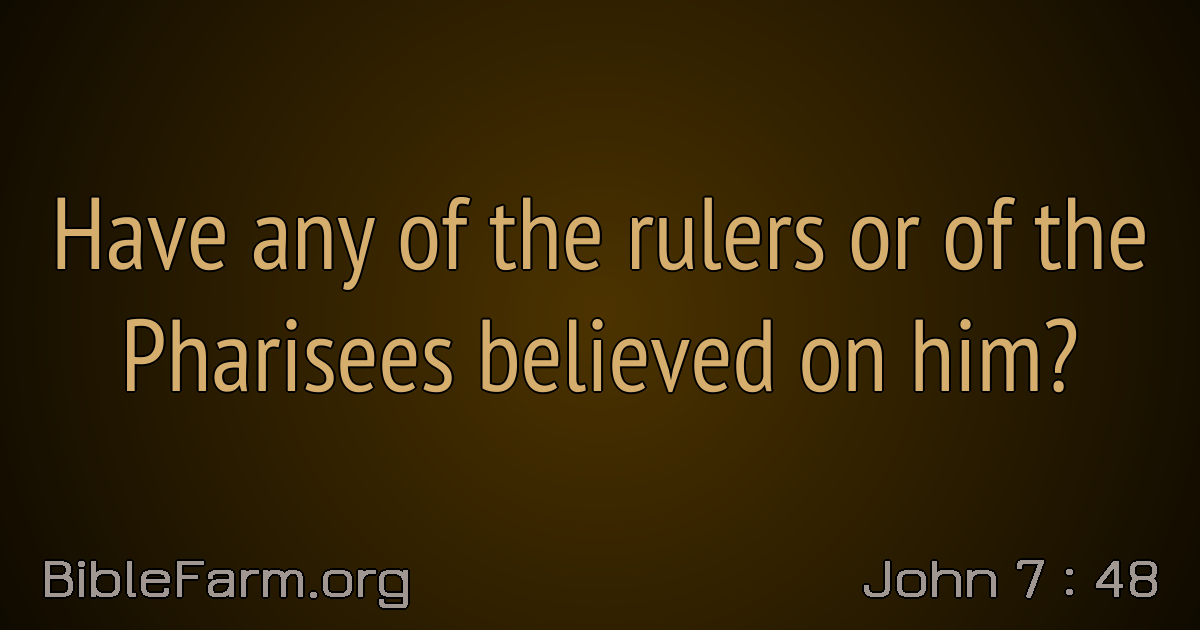 Have any of the rulers or of the
Pharisees believed on him?
BibleFarm.org
John 7 : 48